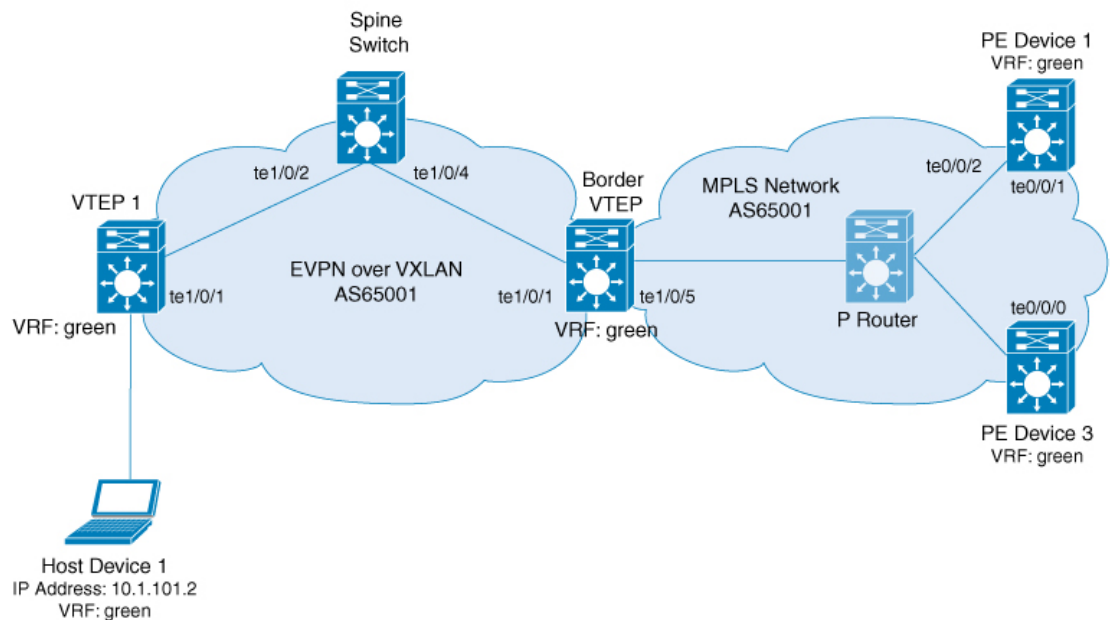 Spine
Switch
PE Device 1
VRF: green
te1/0/2
te1/0/4
te0/0/2
te0/0/1
VTEP 1
Border
VTEP
MPLS Network
AS65001
EVPN over VXLAN
AS65001
te1/0/1
te1/0/1
te1/0/5
te0/0/0
VRF: green
VRF: green
P Router
PE Device 3
VRF: green
Host Device 1
IP Address: 10.1.101.2
VRF: green